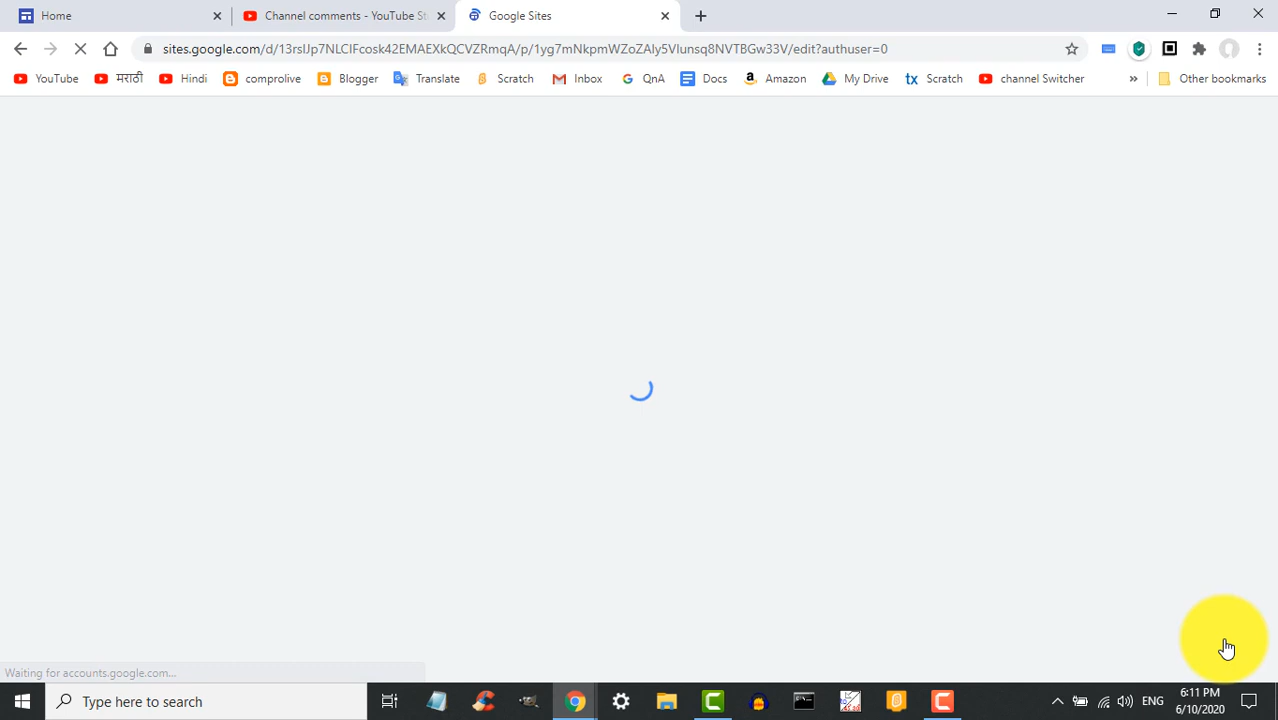 Home
Channel comments - YouTube St
Google Sites
sites.google.com/d/13rsIJp7NLCIFcosk42EMAEXkQCVZRmqA/p/1yg7mNkpmWZoZAly5Vlunsq8NVTBGw33V/edit?authuser=0
YouTube मराठी Hindi comprolive Blogger Translate Scratch Inbox QnA Docs Amazon My Drive tx Scratch channel Switcher » Other bookmarks
Waiting for accounts.google.com...
Type here to search
ENG
6:11 PM
6/10/2020